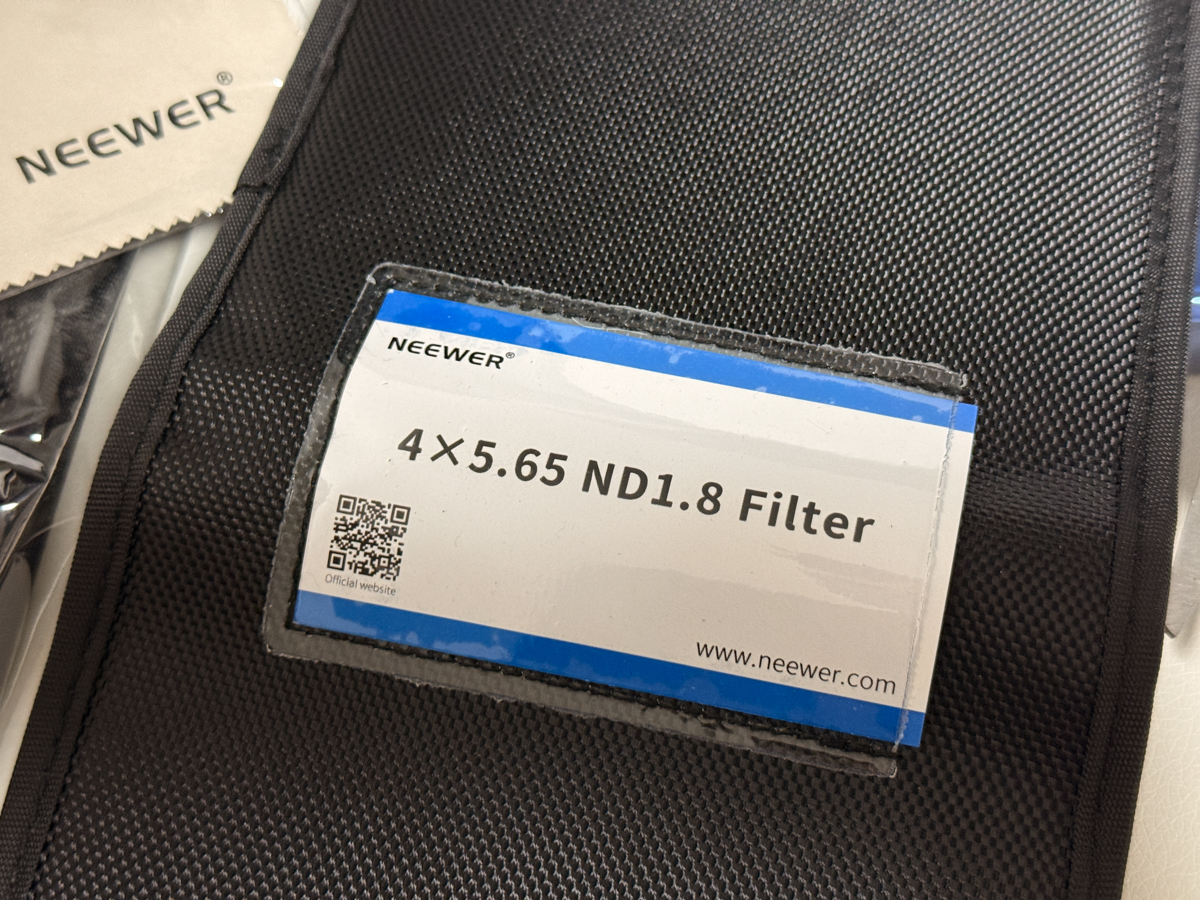 NEEWER®
NEEWER®
4×5.65 ND1.8 Filter
Official website
www.neewer.com